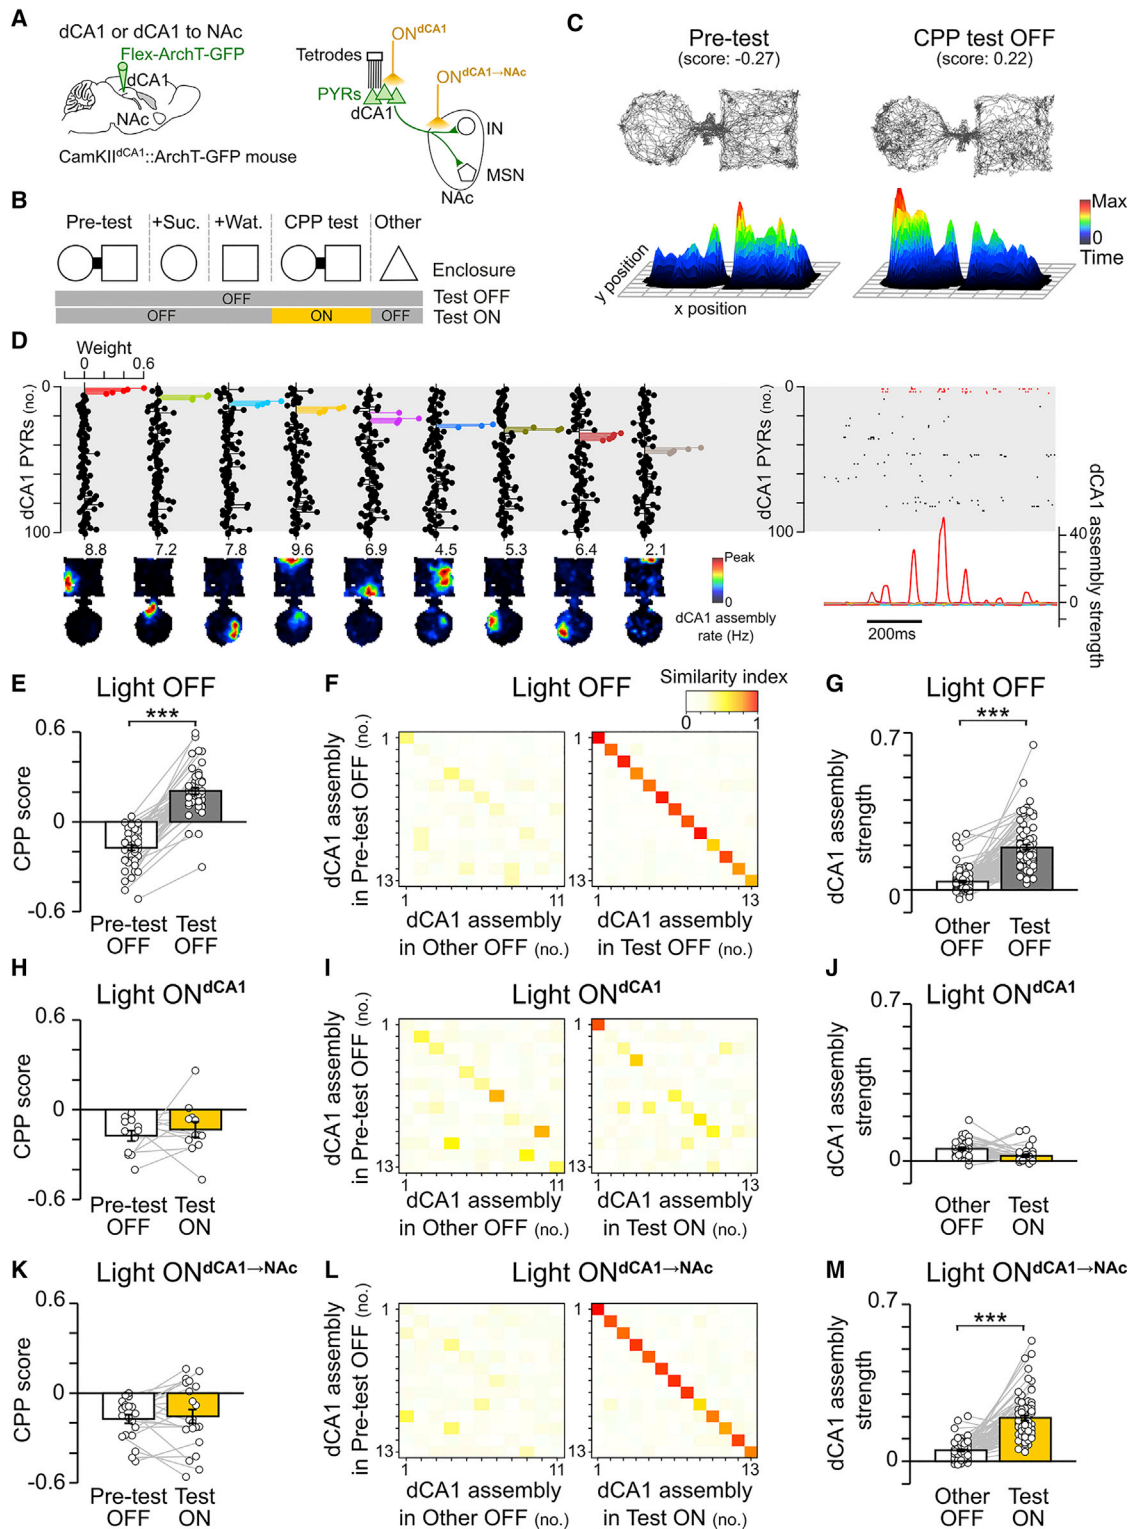 A
dCA1 or dCA1 to NAc
Flex-ArchT-GFP
dCA1
NAc
CamKII^dCA1::ArchT-GFP mouse
Tetrodes
ON^dCA1
ON^dCA1→NAc
PYRs
dCA1
IN
MSN
NAc
B
Pre-test
+Suc.
+Wat.
CPP test
Other
Enclosure
OFF
Test OFF
OFF
ON
OFF
Test ON
C
Pre-test
(score: -0.27)
CPP test OFF
(score: 0.22)
y position
x position
Max
0
Time
D
Weight
0
0.6
dCA1 PYRs (no.)
0
100
8.8
7.2
7.8
9.6
6.9
4.5
5.3
6.4
2.1
Peak
0
dCA1 assembly
rate (Hz)
dCA1 PYRs (no.)
0
100
200ms
40
0
dCA1 assembly strength
E
Light OFF
***
CPP score
0.6
0
-0.6
Pre-test
OFF
Test
OFF
F
Light OFF
Similarity index
0
1
dCA1 assembly
in Pre-test OFF (no.)
1
13
1
11
dCA1 assembly
in Other OFF (no.)
1
13
1
13
dCA1 assembly
in Test OFF (no.)
G
Light OFF
***
dCA1 assembly
strength
0.7
0
Other
OFF
Test
OFF
H
Light ON^dCA1
CPP score
0.6
0
-0.6
Pre-test
OFF
Test
ON
I
Light ON^dCA1
dCA1 assembly
in Pre-test OFF (no.)
1
13
1
11
dCA1 assembly
in Other OFF (no.)
1
13
1
13
dCA1 assembly
in Test ON (no.)
J
Light ON^dCA1
dCA1 assembly
strength
0.7
0
Other
OFF
Test
ON
K
Light ON^dCA1→NAc
CPP score
0.6
0
-0.6
Pre-test
OFF
Test
ON
L
Light ON^dCA1→NAc
dCA1 assembly
in Pre-test OFF (no.)
1
13
1
11
dCA1 assembly
in Other OFF (no.)
1
13
1
13
dCA1 assembly
in Test ON (no.)
M
Light ON^dCA1→NAc
***
dCA1 assembly
strength
0.7
0
Other
OFF
Test
ON